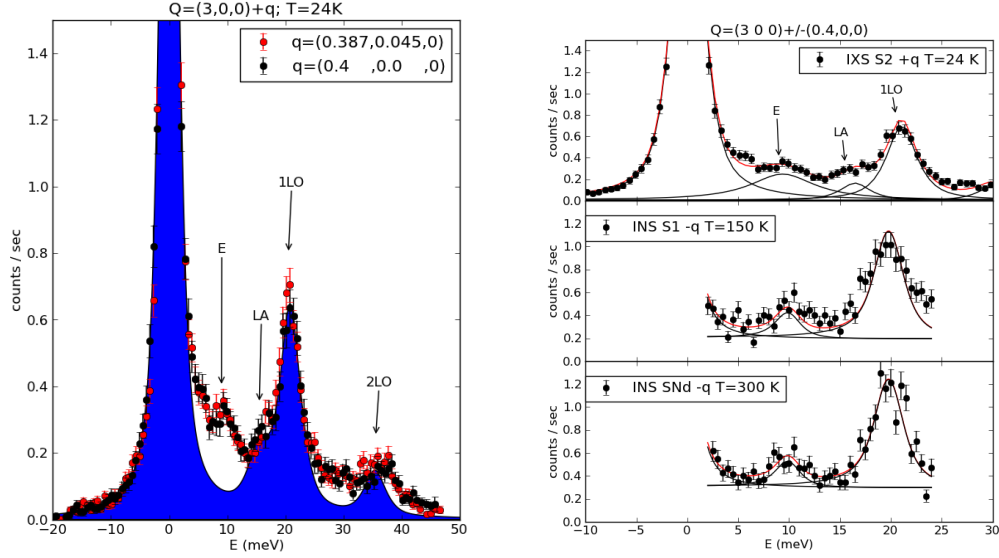 Q=(3,0,0)+q; T=24K
q=(0.387,0.045,0)
q=(0.4 ,0.0 ,0)
1.4
1.2
1.0
0.8
0.6
0.4
0.2
0.0
counts / sec
E
LA
1LO
2LO
−20 −10 0 10 20 30 40 50
E (meV)
Q=(3 0 0)+/-(0.4,0,0)
IXS S2 +q T=24 K
1.4
1.2
1.0
0.8
0.6
0.4
0.2
0.0
counts / sec
E
LA
1LO
INS S1 -q T=150 K
1.2
1.0
0.8
0.6
0.4
0.2
0.0
counts / sec
INS SNd -q T=300 K
1.2
1.0
0.8
0.6
0.4
0.2
0.0
counts / sec
−10 −5 0 5 10 15 20 25 30
E (meV)